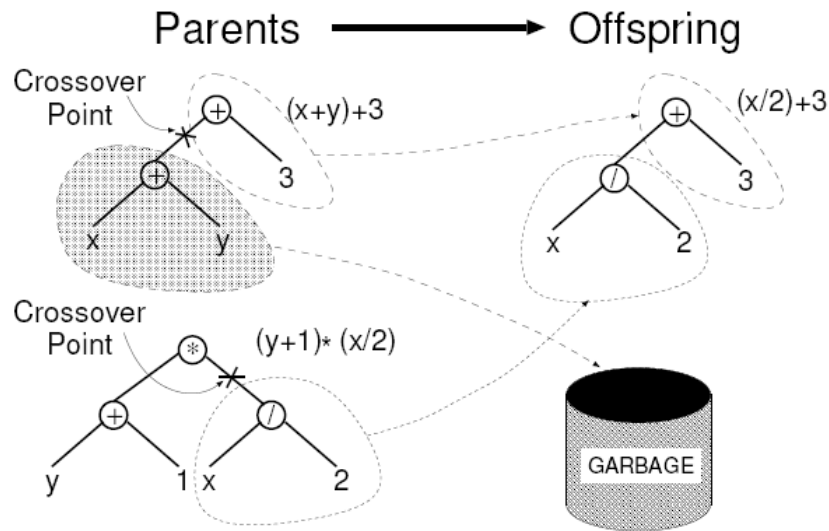 Parents
Offspring
Crossover
Point
+
(x+y)+3
+
3
x
y
+
(x/2)+3
/
3
x
2
Crossover
Point
*
(y+1)* (x/2)
+
/
y
1
x
2
GARBAGE